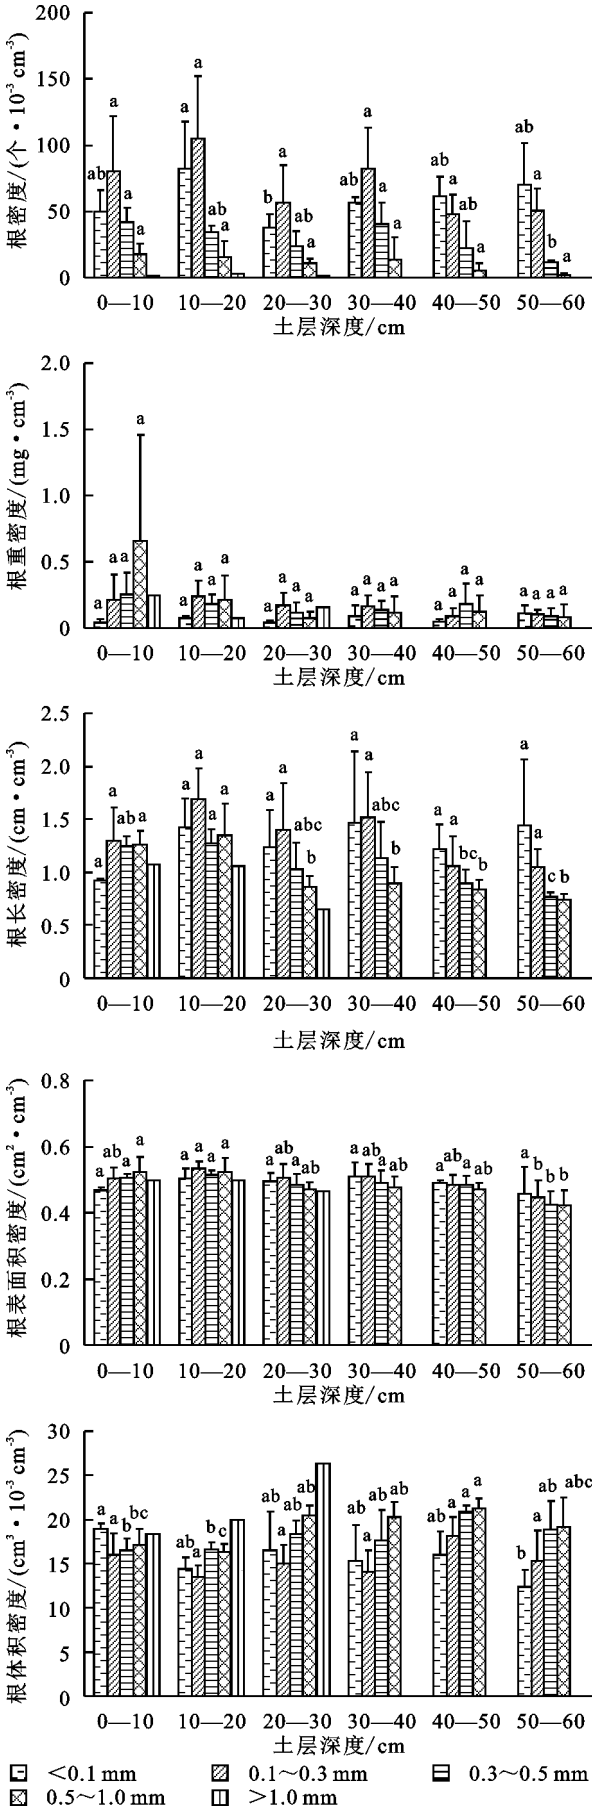 200
150
100
50
0
根密度/(个·10⁻³ cm⁻³)
ab a a a
a a ab a
b a ab a
ab a a a
a a ab a
ab a b a
0—10 10—20 20—30 30—40 40—50 50—60
土层深度/cm
2.0
1.5
1.0
0.5
0
根重密度/(mg·cm⁻³)
a a a a
a a a a
a a a a
a a a a
a a a a
a a a a
0—10 10—20 20—30 30—40 40—50 50—60
土层深度/cm
2.5
2.0
1.5
1.0
0.5
0
根长密度/(cm·cm⁻³)
a a ab a
a a a a
a a abc b
a a abc b
a a bc b
a a c b
0—10 10—20 20—30 30—40 40—50 50—60
土层深度/cm
0.8
0.6
0.4
0.2
0
根表面积密度/(cm²·cm⁻³)
a ab a a
a a a a
a ab a ab
a ab a ab
a ab a ab
a b b b
0—10 10—20 20—30 30—40 40—50 50—60
土层深度/cm
30
25
20
15
10
5
0
根体积密度/(cm³·10⁻³ cm⁻³)
a a b bc
ab a b c
ab a ab ab
ab a ab ab
ab a a a
b a ab abc
0—10 10—20 20—30 30—40 40—50 50—60
土层深度/cm
<0.1 mm 0.1~0.3 mm 0.3~0.5 mm
0.5~1.0 mm >1.0 mm